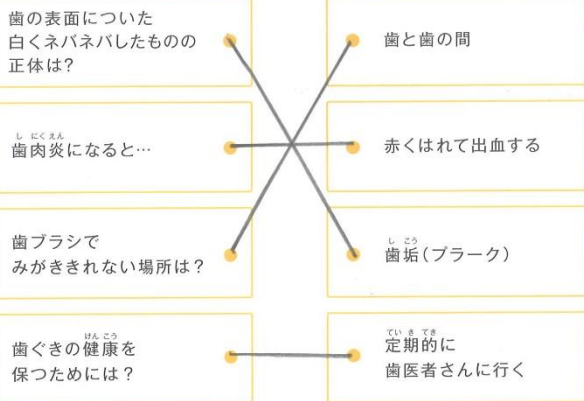 歯の表面についた
白くネバネバしたものの
正体は？
歯と歯の間
し にく えん
歯肉炎になると…
赤くはれて出血する
歯ブラシで
みがききれない場所は？
し こう
歯垢（プラーク）
けん こう
歯ぐきの健康を
保つためには？
てい き てき
定期的に
歯医者さんに行く